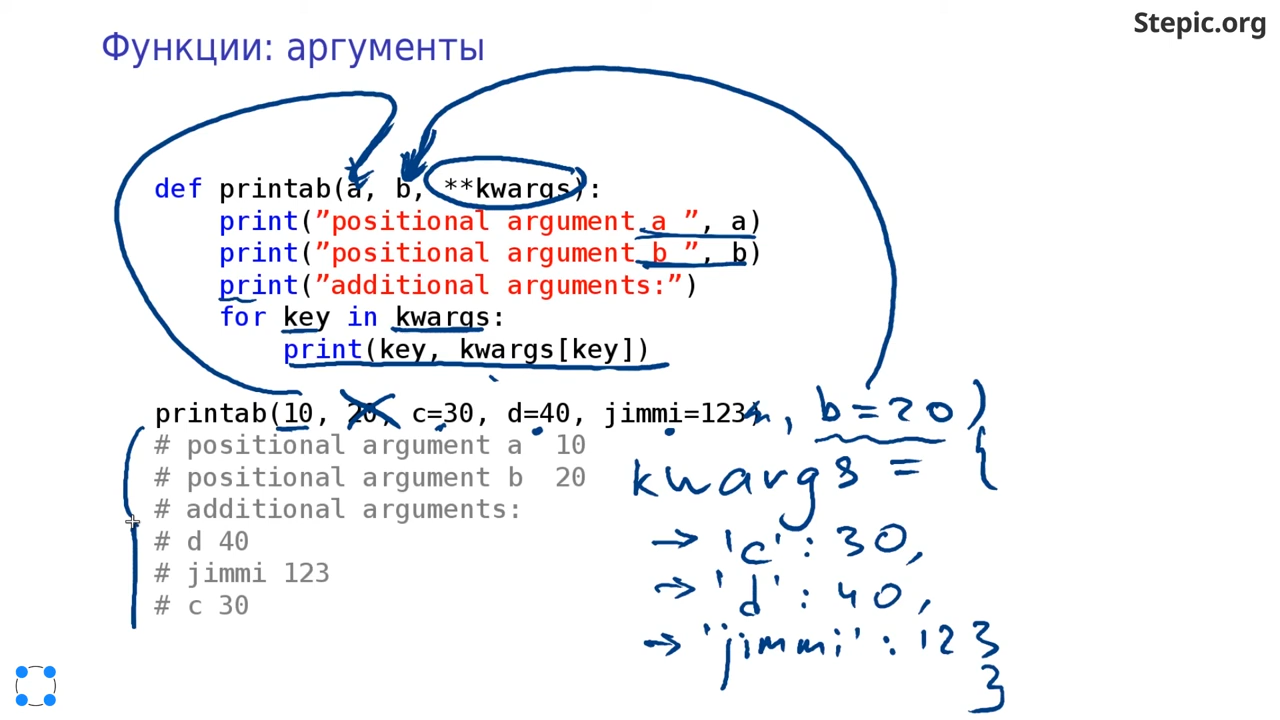 Stepic.org
Функции: аргументы
def printab(a, b, **kwargs):
print(”positional argument a ”, a)
print(”positional argument b ”, b)
print(”additional arguments:”)
for key in kwargs:
print(key, kwargs[key])
printab(10, 20, c=30, d=40, jimmi=123, b=20)
# positional argument a  10
# positional argument b  20
# additional arguments:
# d 40
# jimmi 123
# c 30
kwargs = {
→ 'c': 30,
→ 'd': 40,
→ 'jimmi': 123
}